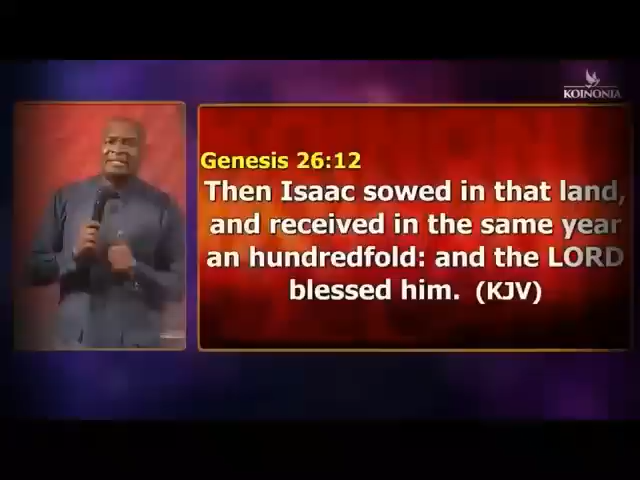 KOINONIA
Genesis 26:12
Then Isaac sowed in that land,
and received in the same year
an hundredfold: and the LORD
blessed him. (KJV)